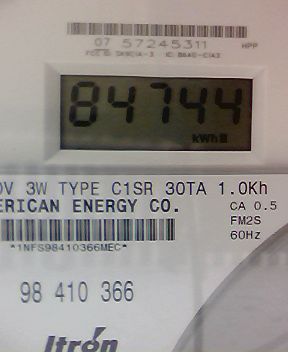 07 57245311 HPP
84744
kWh
0V 3W TYPE C1SR 30TA 1.0Kh
ERICAN ENERGY CO. CA 0.5
FM2S
60Hz
*1NFS98410366MEC*
98 410 366
Itron